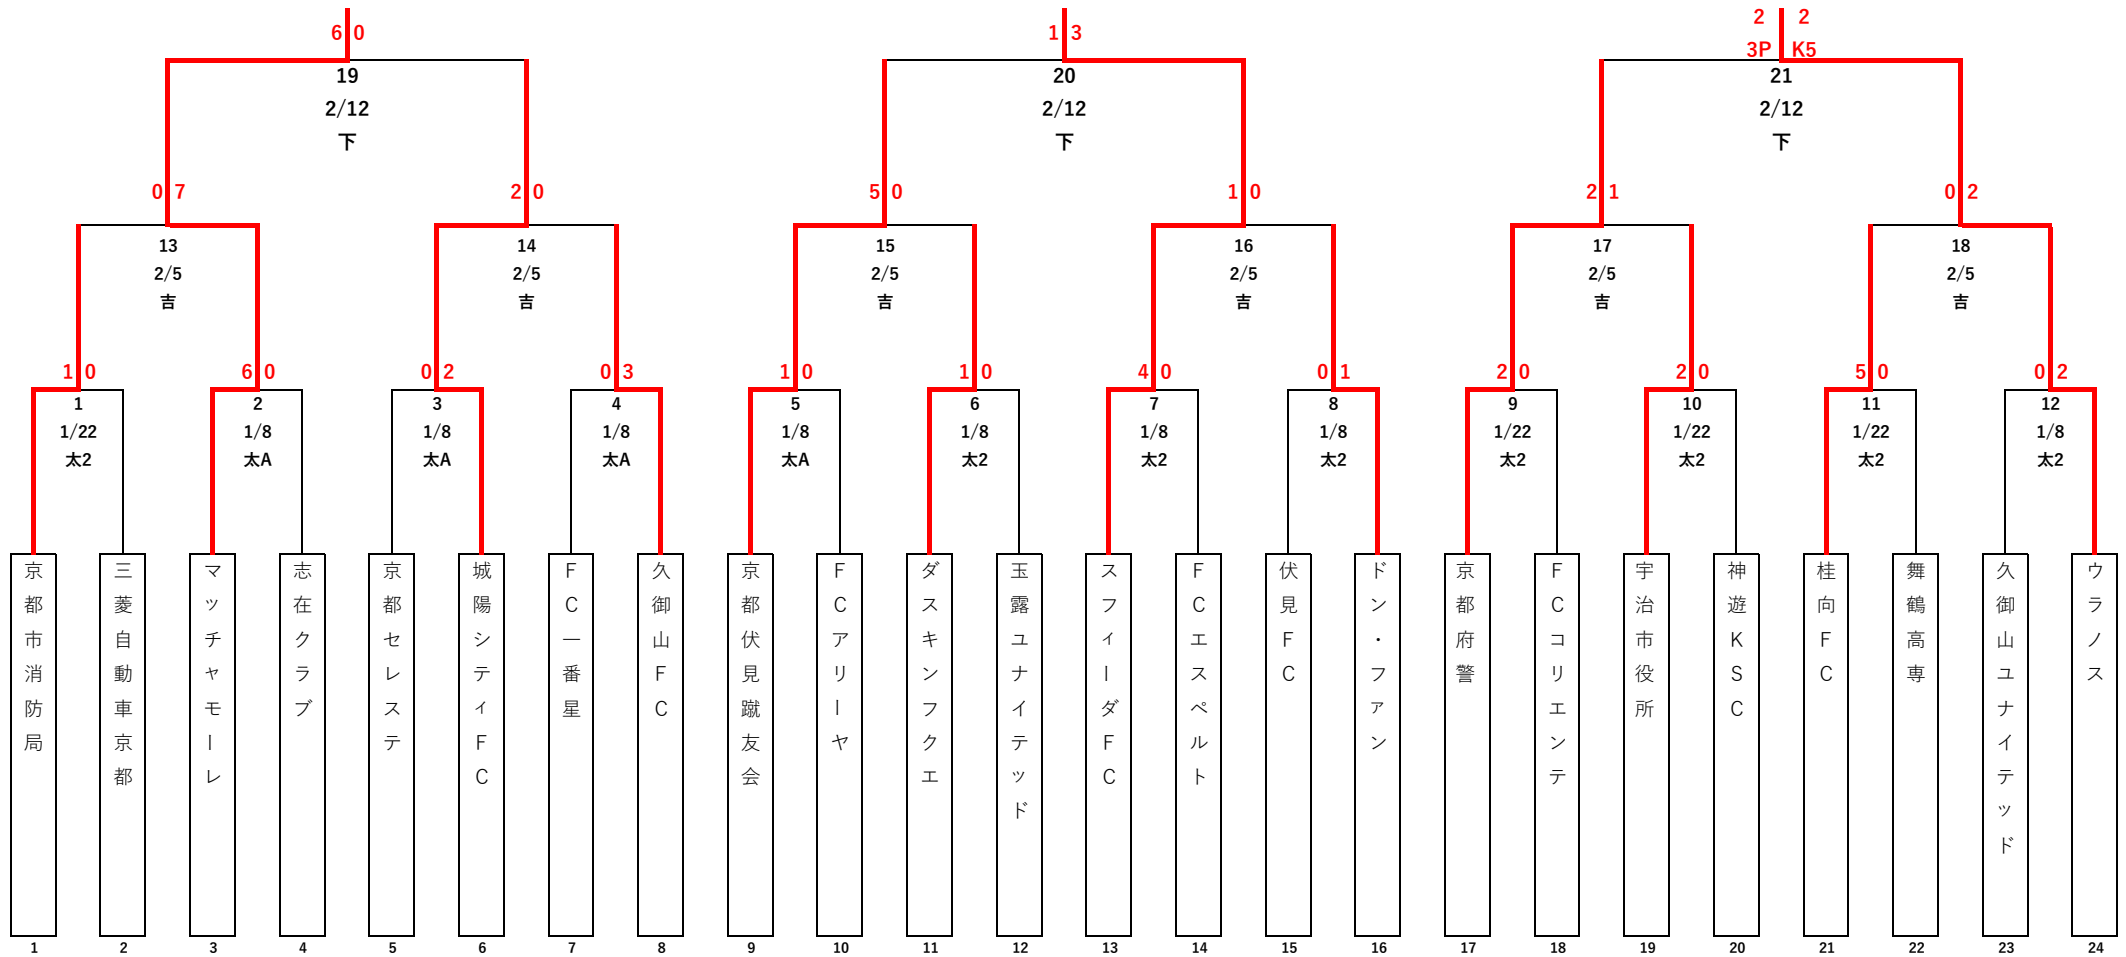 6 0
1 3
2 2
3P K5
19
20
21
2/12
2/12
2/12
下
下
下
0 7
2 0
5 0
1 0
2 1
0 2
13
14
15
16
17
18
2/5
2/5
2/5
2/5
2/5
2/5
吉
吉
吉
吉
吉
吉
1 0
6 0
0 2
0 3
1 0
1 0
4 0
0 1
2 0
2 0
5 0
0 2
1
2
3
4
5
6
7
8
9
10
11
12
1/22
1/8
1/8
1/8
1/8
1/8
1/8
1/8
1/22
1/22
1/22
1/8
太2
太A
太A
太A
太A
太2
太2
太2
太2
太2
太2
太2
京都市消防局
三菱自動車京都
マッチャモーレ
志在クラブ
京都セレステ
城陽シティFC
FC一番星
久御山FC
京都伏見蹴友会
FCアリーヤ
ダスキンフクエ
玉露ユナイテッド
スフィーダFC
FCエスペルト
伏見FC
ドン・ファン
京都府警
FCコリエンテ
宇治市役所
神遊KSC
桂向FC
舞鶴高専
久御山ユナイテッド
ウラノス
1
2
3
4
5
6
7
8
9
10
11
12
13
14
15
16
17
18
19
20
21
22
23
24